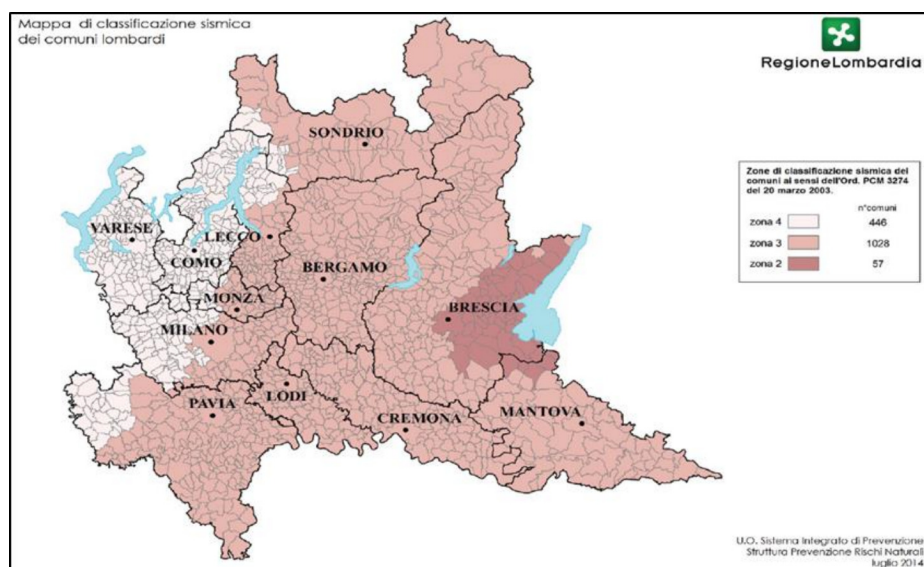 Mappa di classificazione sismica
dei comuni lombardi
RegioneLombardia
SONDRIO
VARESE
LECCO
COMO
BERGAMO
MONZA
BRESCIA
MILANO
LODI
PAVIA
CREMONA
MANTOVA
Zone di classificazione sismica dei
comuni ai sensi dell'Ord. PCM 3274
del 20 marzo 2003.
n°comuni
zona 4 446
zona 3 1028
zona 2 57
U.O. Sistema Integrato di Prevenzione
Struttura Prevenzione Rischi Naturali
luglio 2014